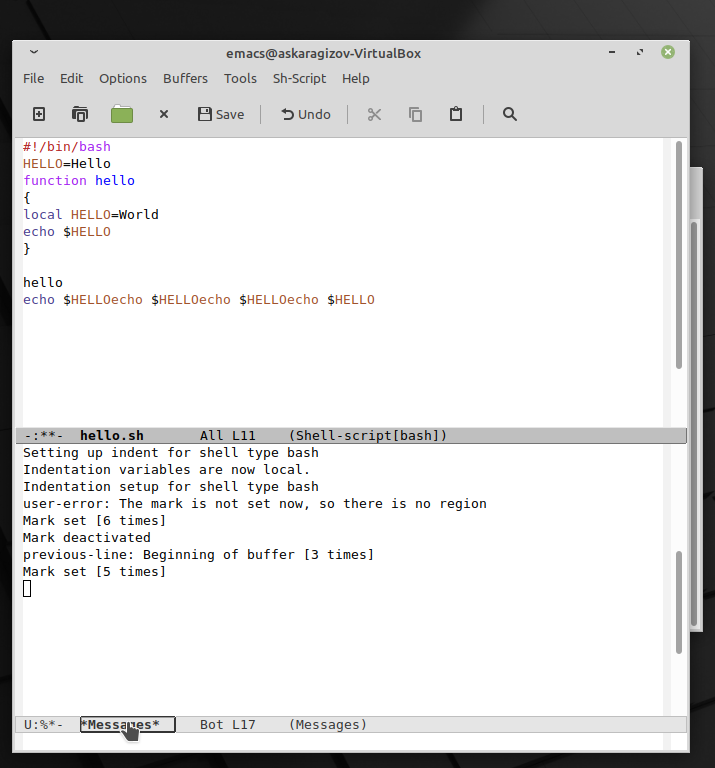 emacs@askaragizov-VirtualBox
File Edit Options Buffers Tools Sh-Script Help
Save Undo
#!/bin/bash
HELLO=Hello
function hello
{
local HELLO=World
echo $HELLO
}
hello
echo $HELLOecho $HELLOecho $HELLOecho $HELLO
-:**-  hello.sh       All L11    (Shell-script[bash])
Setting up indent for shell type bash
Indentation variables are now local.
Indentation setup for shell type bash
user-error: The mark is not set now, so there is no region
Mark set [6 times]
Mark deactivated
previous-line: Beginning of buffer [3 times]
Mark set [5 times]
U:%*-  *Messages*     Bot L17    (Messages)